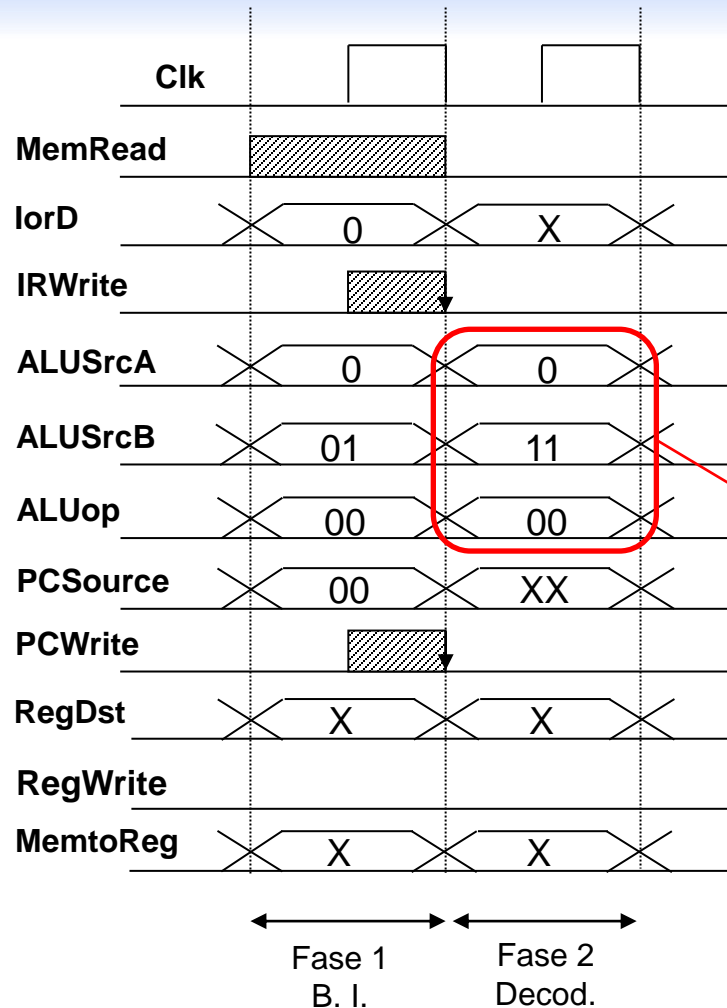 Clk
MemRead
IorD
0 X
IRWrite
ALUSrcA
0 0
ALUSrcB
01 11
ALUop
00 00
PCSource
00 XX
PCWrite
RegDst
X X
RegWrite
MemtoReg
X X
Fase 1 Fase 2
B. I. Decod.